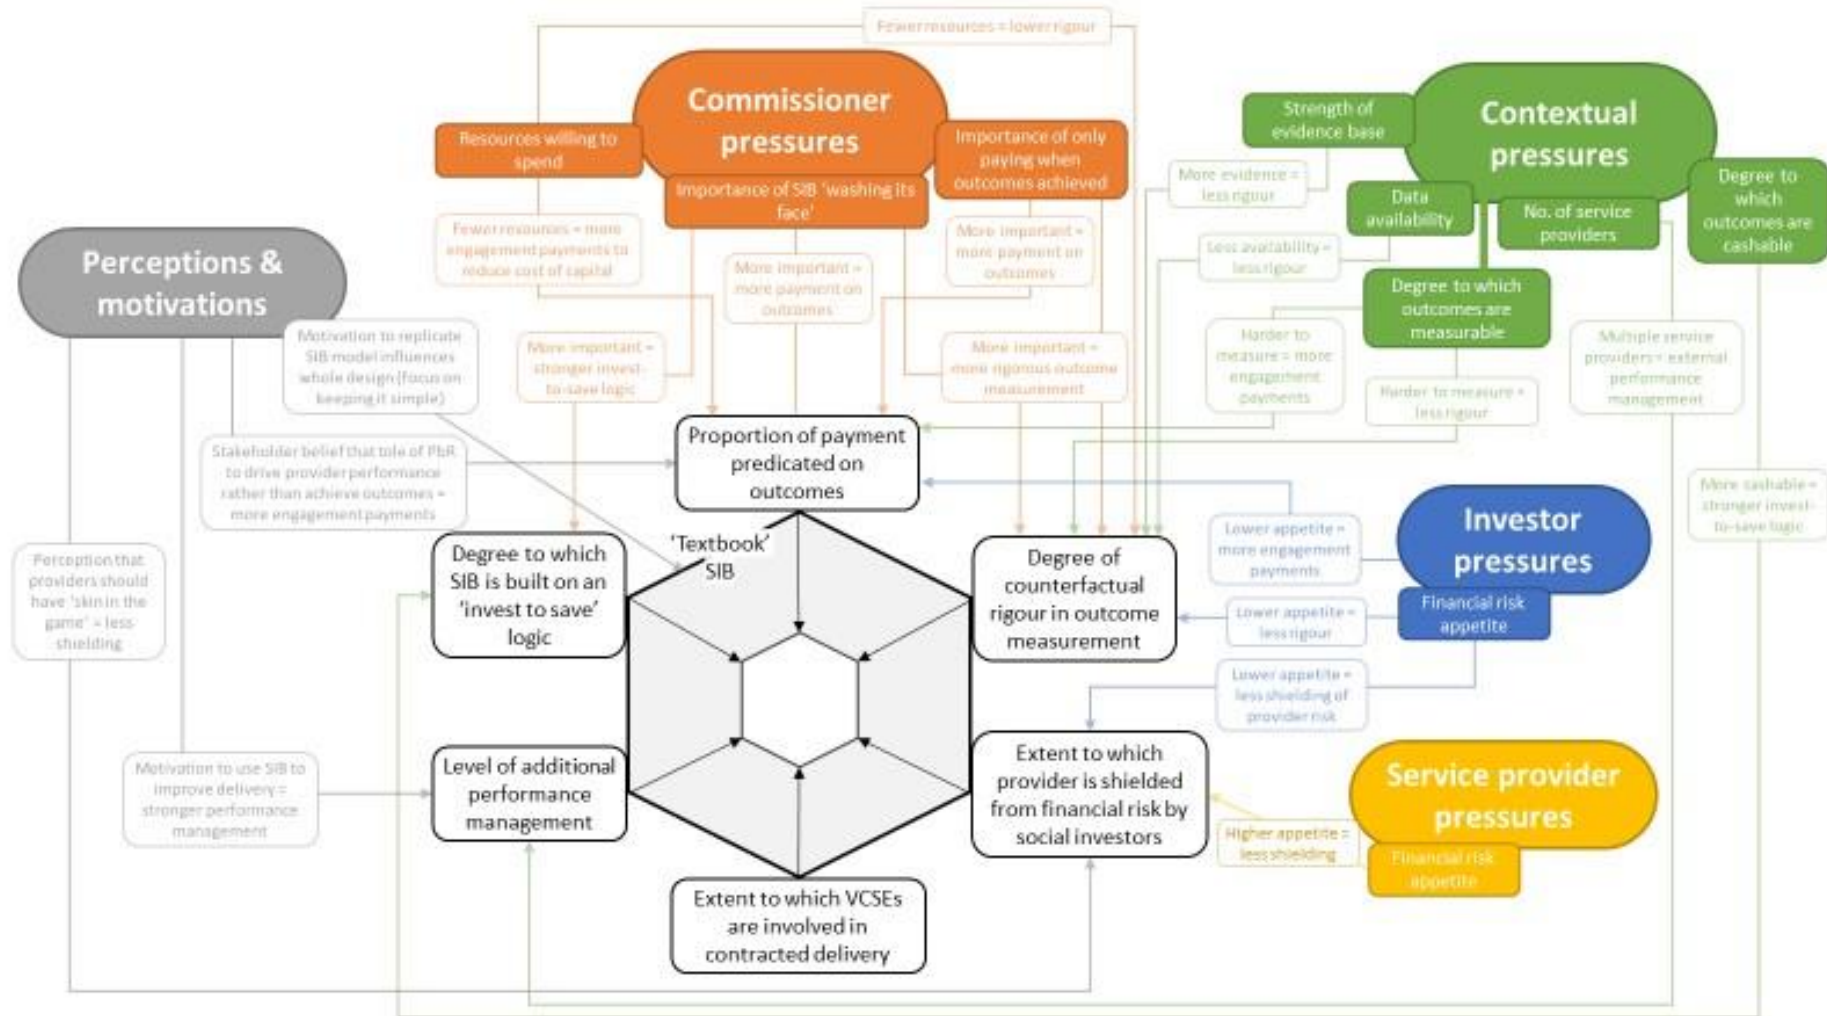 Fewer resources = lower rigour
Commissioner
pressures
Resources willing to
spend
Importance of SIB 'washing its
face'
Importance of only
paying when
outcomes achieved
Fewer resources = more
engagement payments to
reduce cost of capital
More important =
more payment on
outcomes
More important =
more payment on
outcomes
More important =
stronger invest-
to-save logic
More important =
more rigorous outcome
measurement
Contextual
pressures
Strength of
evidence base
Data
availability
No. of service
providers
Degree to
which
outcomes are
cashable
Degree to which
outcomes are
measurable
More evidence =
less rigour
Less availability =
less rigour
Harder to
measure = more
engagement
payments
Harder to measure =
less rigour
Multiple service
providers = external
performance
management
More cashable =
stronger invest-
to-save logic
Perceptions &
motivations
Motivation to replicate
SIB model influences
whole design (focus on
keeping it simple)
Stakeholder belief that tole of PbR
to drive provider performance
rather than achieve outcomes =
more engagement payments
Perception that
providers should
have 'skin in the
game' = less
shielding
Motivation to use SIB to
improve delivery =
stronger performance
management
Proportion of payment
predicated on
outcomes
'Textbook'
SIB
Degree to which
SIB is built on an
'invest to save'
logic
Degree of
counterfactual
rigour in outcome
measurement
Level of additional
performance
management
Extent to which
provider is shielded
from financial risk by
social investors
Extent to which VCSEs
are involved in
contracted delivery
Investor
pressures
Financial risk
appetite
Lower appetite =
more engagement
payments
Lower appetite =
less rigour
Lower appetite =
less shielding of
provider risk
Service provider
pressures
Financial risk
appetite
Higher appetite =
less shielding